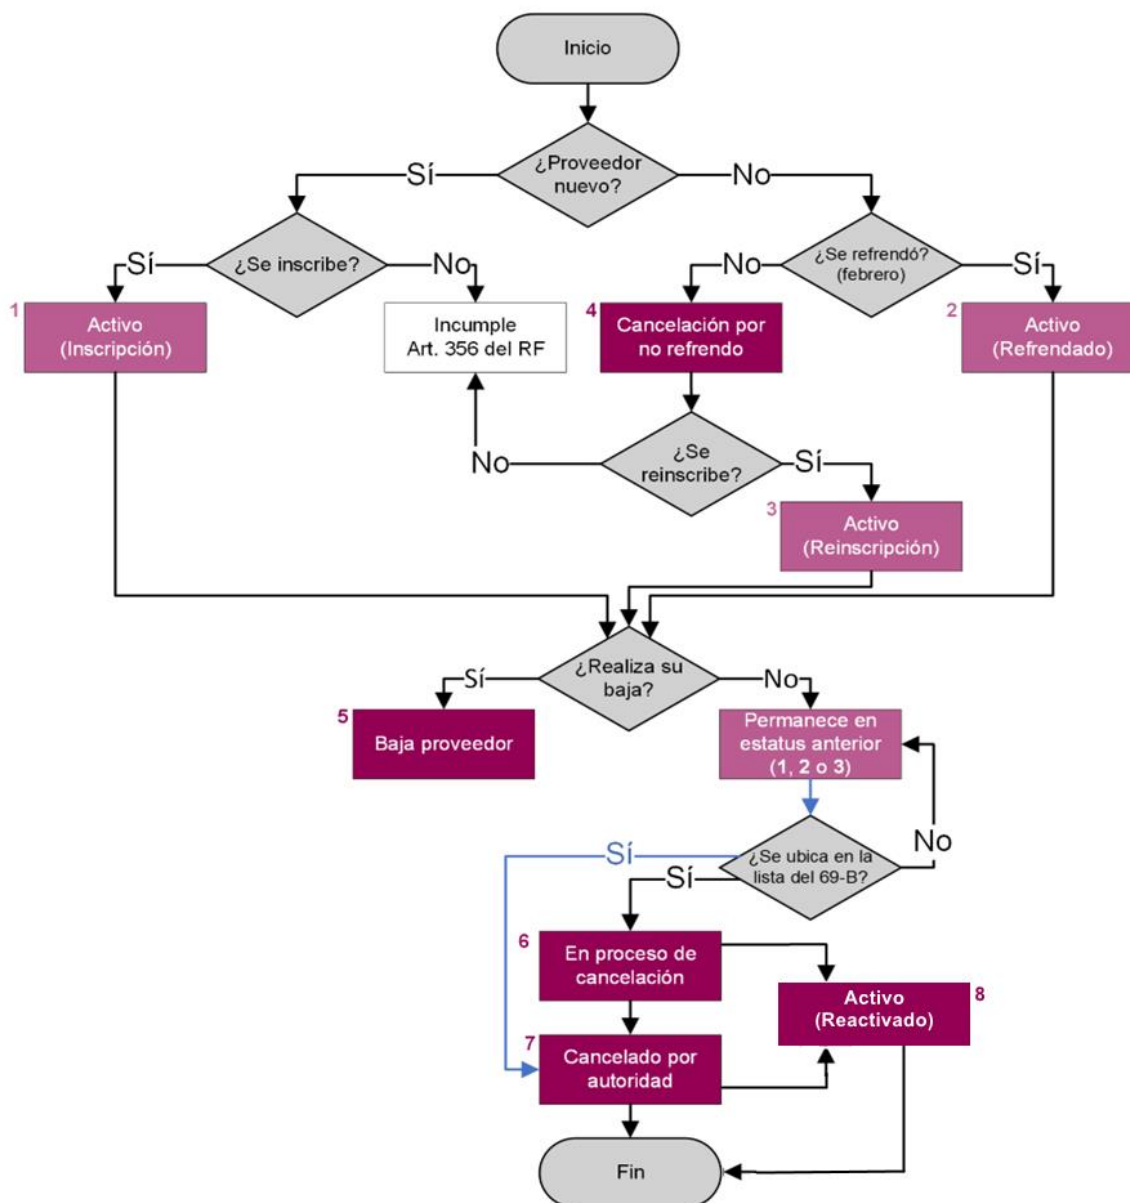 Inicio
¿Proveedor
nuevo?
Sí
No
¿Se inscribe?
Sí
No
¿Se refrendó?
(febrero)
No
Sí
1
Activo
(Inscripción)
Incumple
Art. 356 del RF
4
Cancelación por
no refrendo
2
Activo
(Refrendado)
¿Se
reinscribe?
No
Sí
3
Activo
(Reinscripción)
¿Realiza su
baja?
Sí
No
5
Baja proveedor
Permanece en
estatus anterior
(1, 2 o 3)
¿Se ubica en la
lista del 69-B?
No
Sí
Sí
6
En proceso de
cancelación
8
Activo
(Reactivado)
7
Cancelado por
autoridad
Fin